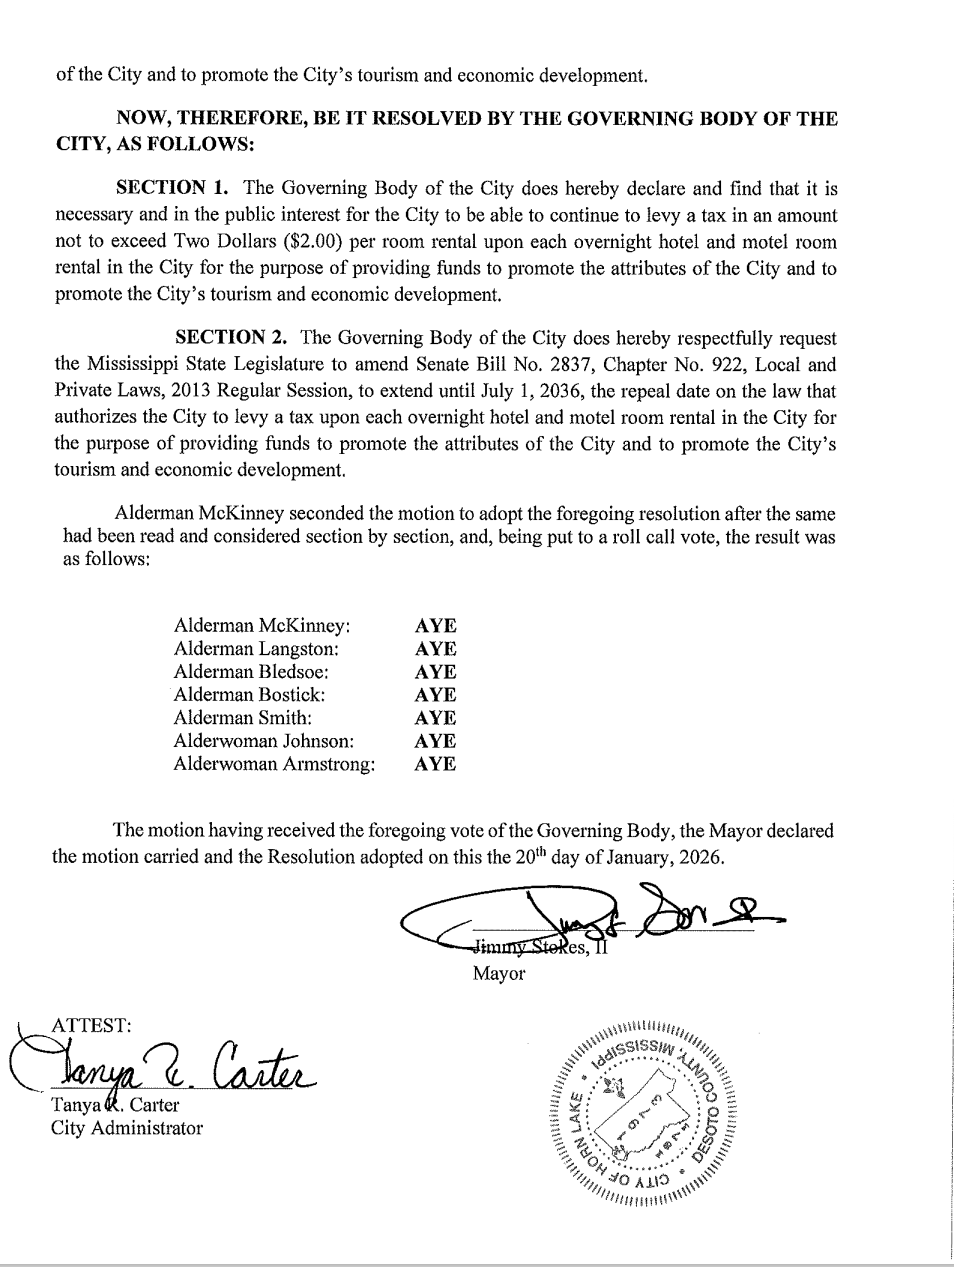 of the City and to promote the City's tourism and economic development.
NOW, THEREFORE, BE IT RESOLVED BY THE GOVERNING BODY OF THE
CITY, AS FOLLOWS:
SECTION 1. The Governing Body of the City does hereby declare and find that it is
necessary and in the public interest for the City to be able to continue to levy a tax in an amount
not to exceed Two Dollars ($2.00) per room rental upon each overnight hotel and motel room
rental in the City for the purpose of providing funds to promote the attributes of the City and to
promote the City's tourism and economic development.
SECTION 2. The Governing Body of the City does hereby respectfully request
the Mississippi State Legislature to amend Senate Bill No. 2837, Chapter No. 922, Local and
Private Laws, 2013 Regular Session, to extend until July 1, 2036, the repeal date on the law that
authorizes the City to levy a tax upon each overnight hotel and motel room rental in the City for
the purpose of providing funds to promote the attributes of the City and to promote the City's
tourism and economic development.
Alderman McKinney seconded the motion to adopt the foregoing resolution after the same
had been read and considered section by section, and, being put to a roll call vote, the result was
as follows:
Alderman McKinney: AYE
Alderman Langston: AYE
Alderman Bledsoe: AYE
Alderman Bostick: AYE
Alderman Smith: AYE
Alderwoman Johnson: AYE
Alderwoman Armstrong: AYE
The motion having received the foregoing vote of the Governing Body, the Mayor declared
the motion carried and the Resolution adopted on this the 20th day of January, 2026.
Jimmy Stokes, II
Mayor
ATTEST:
Tanya R. Carter
Tanya R. Carter
City Administrator
CITY OF HORN LAKE • DESOTO COUNTY, MISSISSIPPI •
1973